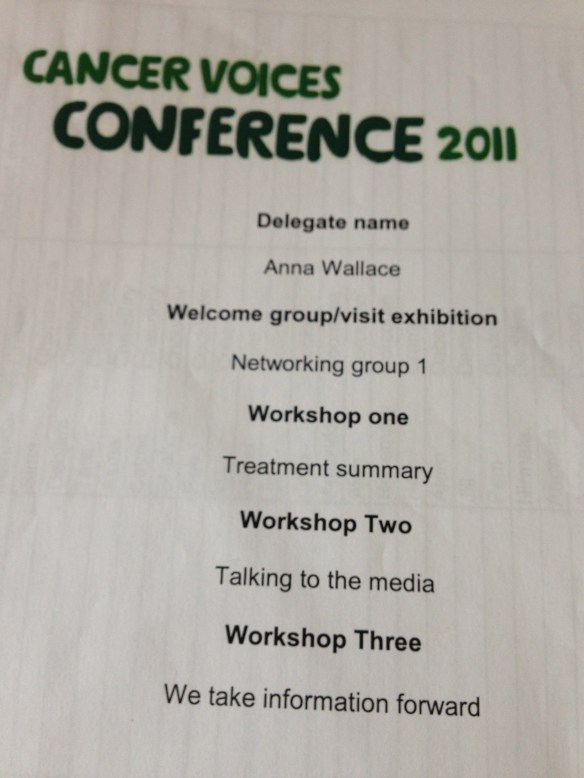 CANCER VOICES
CONFERENCE 2011
Delegate name
Anna Wallace
Welcome group/visit exhibition
Networking group 1
Workshop one
Treatment summary
Workshop Two
Talking to the media
Workshop Three
We take information forward